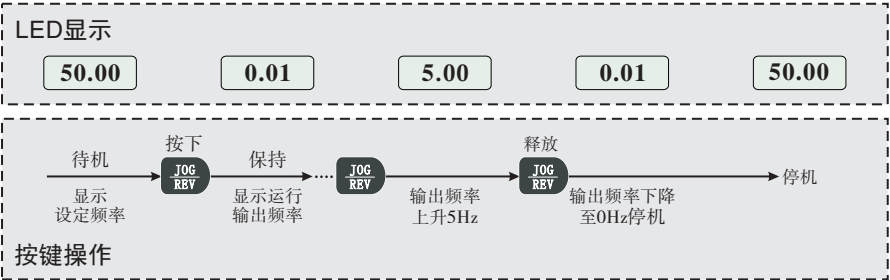 LED显示
50.00 0.01 5.00 0.01 50.00
按下 释放
待机 JOG 保持 JOG JOG 停机
REV REV REV
显示 显示运行 输出频率 输出频率下降
设定频率 输出频率 上升5Hz 至0Hz停机
按键操作